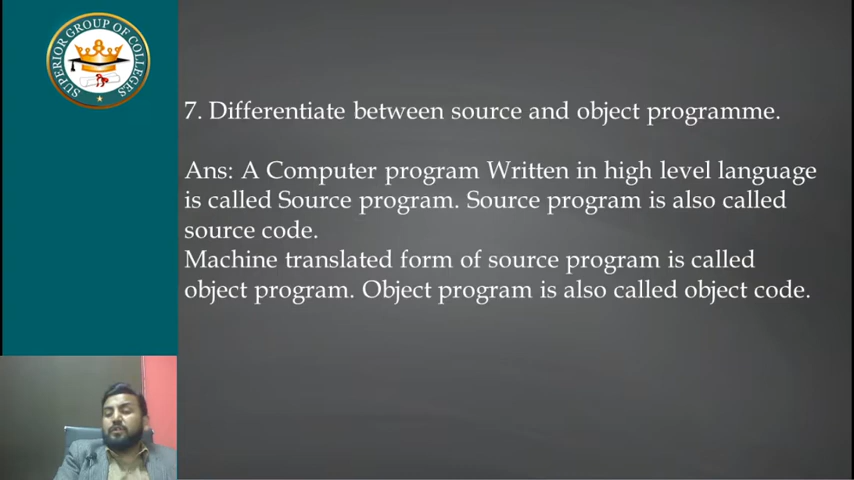 SUPERIOR GROUP OF COLLEGES
7. Differentiate between source and object programme.
Ans: A Computer program Written in high level language
is called Source program. Source program is also called
source code.
Machine translated form of source program is called
object program. Object program is also called object code.